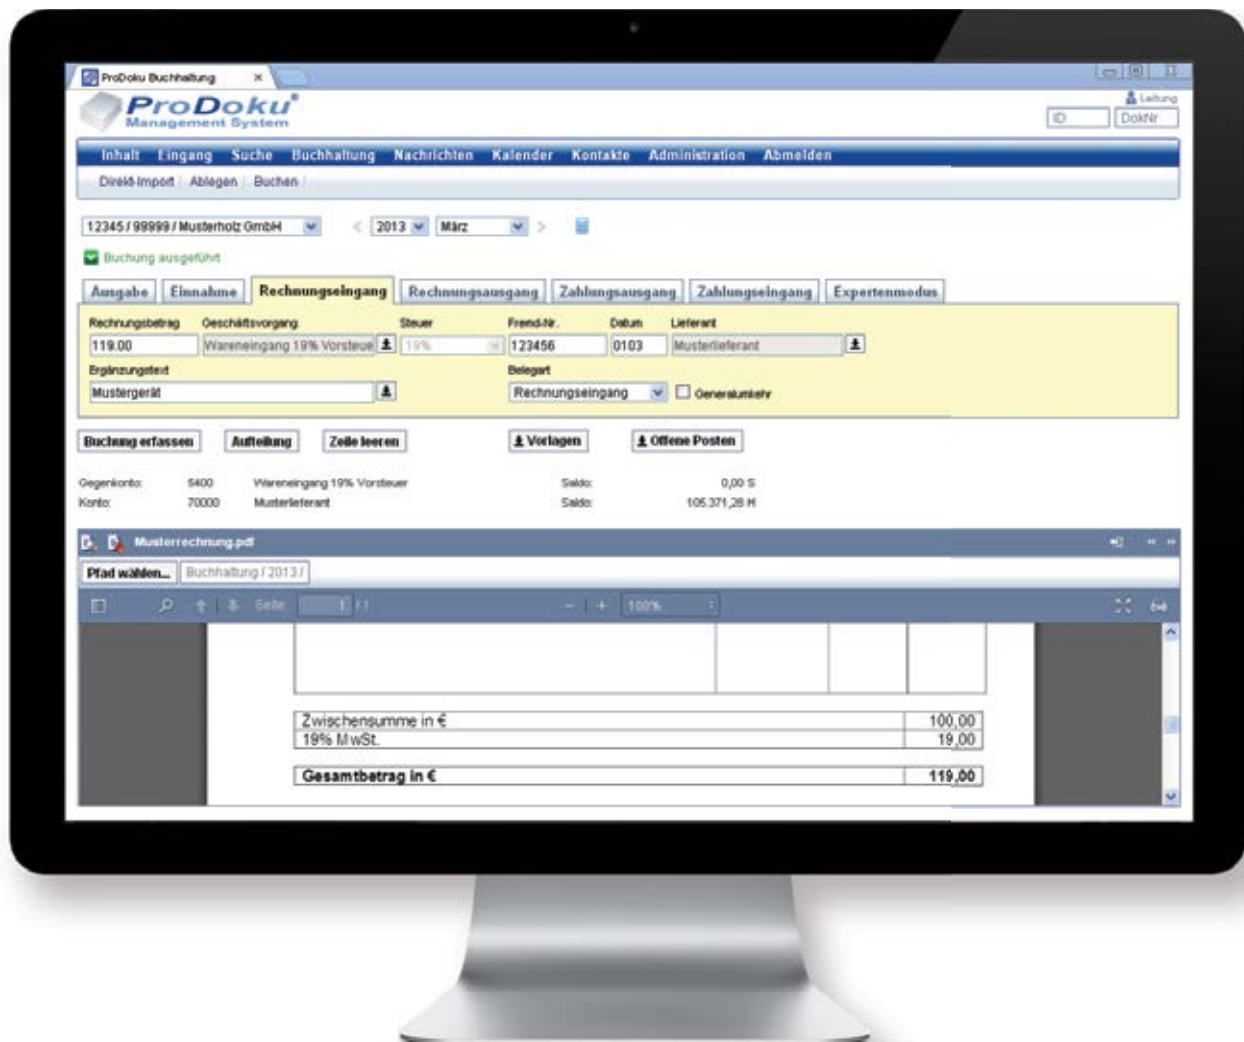 ProDoku Buchhaltung
ProDoku®
Management System
Leitung
ID DokNr
Inhalt Eingang Suche Buchhaltung Nachrichten Kalender Kontakte Administration Abmelden
Direkt-Import Ablegen Buchen
12345 / 99999 / Musterholz GmbH < 2013 März >
Buchung ausgeführt
Ausgabe Einnahme Rechnungseingang Rechnungsausgang Zahlungsausgang Zahlungseingang Expertenmodus
Rechnungsbetrag Geschäftsvorgang Steuer Fremd-Nr. Datum Lieferant
119.00 Wareneingang 19% Vorsteue 19% 123456 0103 Musterlieferant
Ergänzungstext Belegart
Mustergerät Rechnungseingang Generalumkehr
Buchung erfassen Aufteilung Zeile leeren Vorlagen Offene Posten
Gegenkonto: 5400 Wareneingang 19% Vorsteuer Saldo: 0,00 S
Konto: 70000 Musterlieferant Saldo: 105.371,28 H
Musterrechnung.pdf
Pfad wählen... Buchhaltung / 2013 /
Seite: 1 / 1 − + 100%
Zwischensumme in € 100,00
19% MwSt. 19,00
Gesamtbetrag in € 119,00